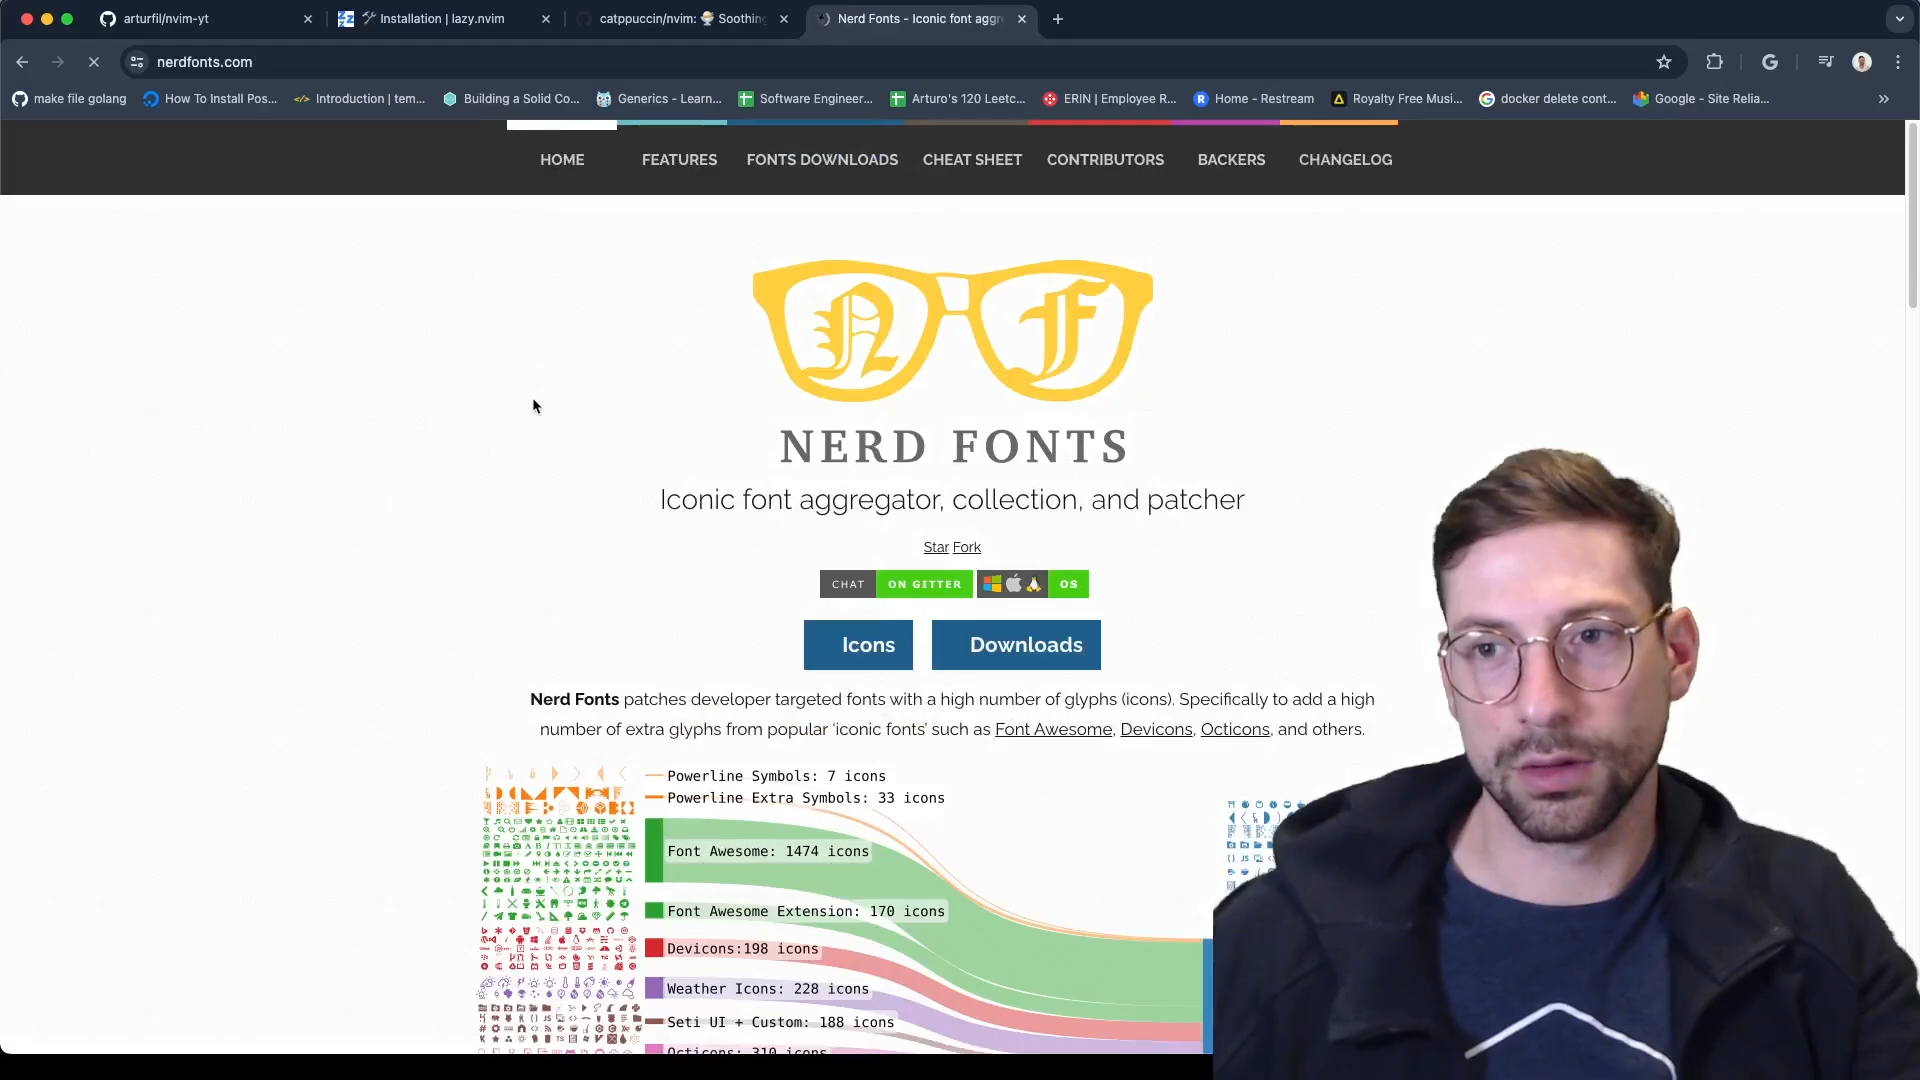 arturfil/nvim-yt
Installation | lazy.nvim
catppuccin/nvim: Soothing
Nerd Fonts - Iconic font aggr
nerdfonts.com
make file golang
How To Install Pos...
Introduction | tem...
Building a Solid Co...
Generics - Learn...
Software Engineer...
Arturo's 120 Leetc...
ERIN | Employee R...
Home - Restream
Royalty Free Musi...
docker delete cont...
Google - Site Relia...
HOME
FEATURES
FONTS DOWNLOADS
CHEAT SHEET
CONTRIBUTORS
BACKERS
CHANGELOG
N F
NERD FONTS
Iconic font aggregator, collection, and patcher
Star Fork
CHAT ON GITTER
OS
Icons
Downloads
Nerd Fonts patches developer targeted fonts with a high number of glyphs (icons). Specifically to add a high
number of extra glyphs from popular ‘iconic fonts’ such as Font Awesome, Devicons, Octicons, and others.
Powerline Symbols: 7 icons
Powerline Extra Symbols: 33 icons
Font Awesome: 1474 icons
Font Awesome Extension: 170 icons
Devicons:198 icons
Weather Icons: 228 icons
Seti UI + Custom: 188 icons
Octicons: 310 icons